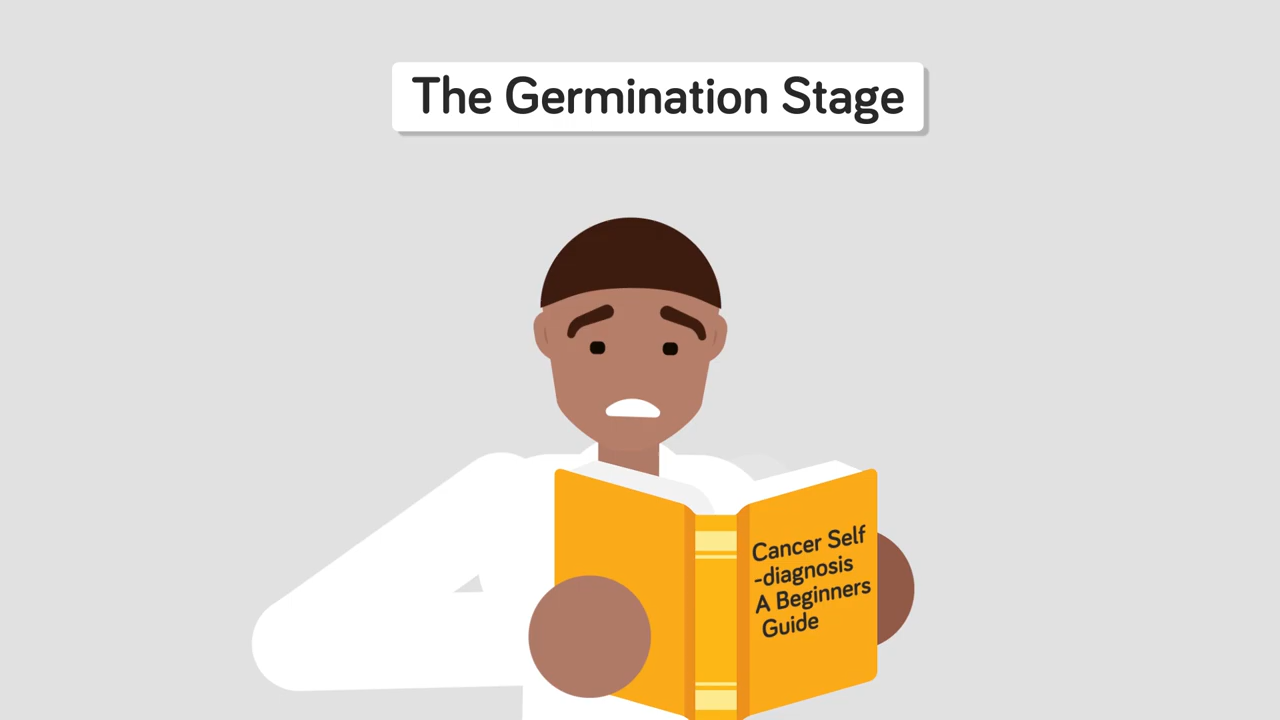 The Germination Stage
Cancer Self
-diagnosis
A Beginners
Guide